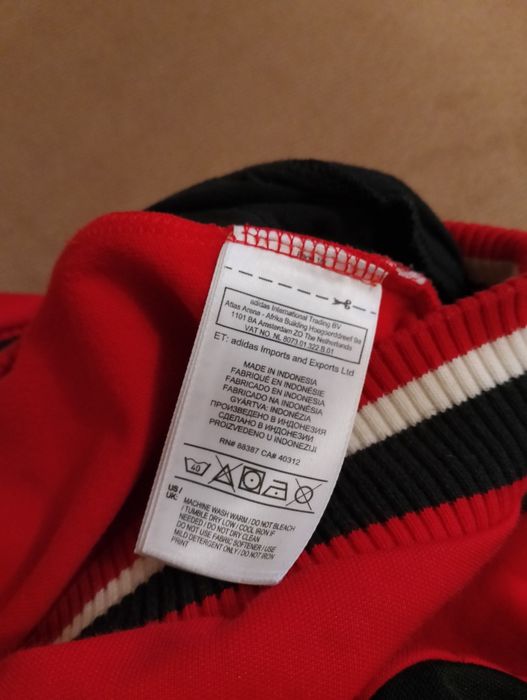 adidas International Trading BV
Atlas Arena - Afrika Building Hoogoorddreef 9a
1101 BA Amsterdam ZO The Netherlands
VAT NO. NL 8073.01.322.B.01
ET: adidas Imports and Exports Ltd
MADE IN INDONESIA
FABRIQUÉ EN INDONÉSIE
FABRICADO EN INDONESIA
FABRICADO NA INDONÉSIA
GYÁRTVA: INDONÉZIA
ПРОИЗВЕДЕНО В ИНДОНЕЗИЯ
СДЕЛАНО В ИНДОНЕЗИИ
PROIZVEDENO U INDONEZIJI
RN# 88387 CA# 40312
40
US / UK: MACHINE WASH WARM / DO NOT BLEACH
/ TUMBLE DRY LOW / COOL IRON IF
NEEDED / DO NOT DRY CLEAN
DO NOT USE FABRIC SOFTENER / USE
MILD DETERGENT ONLY / DO NOT IRON
PRINT